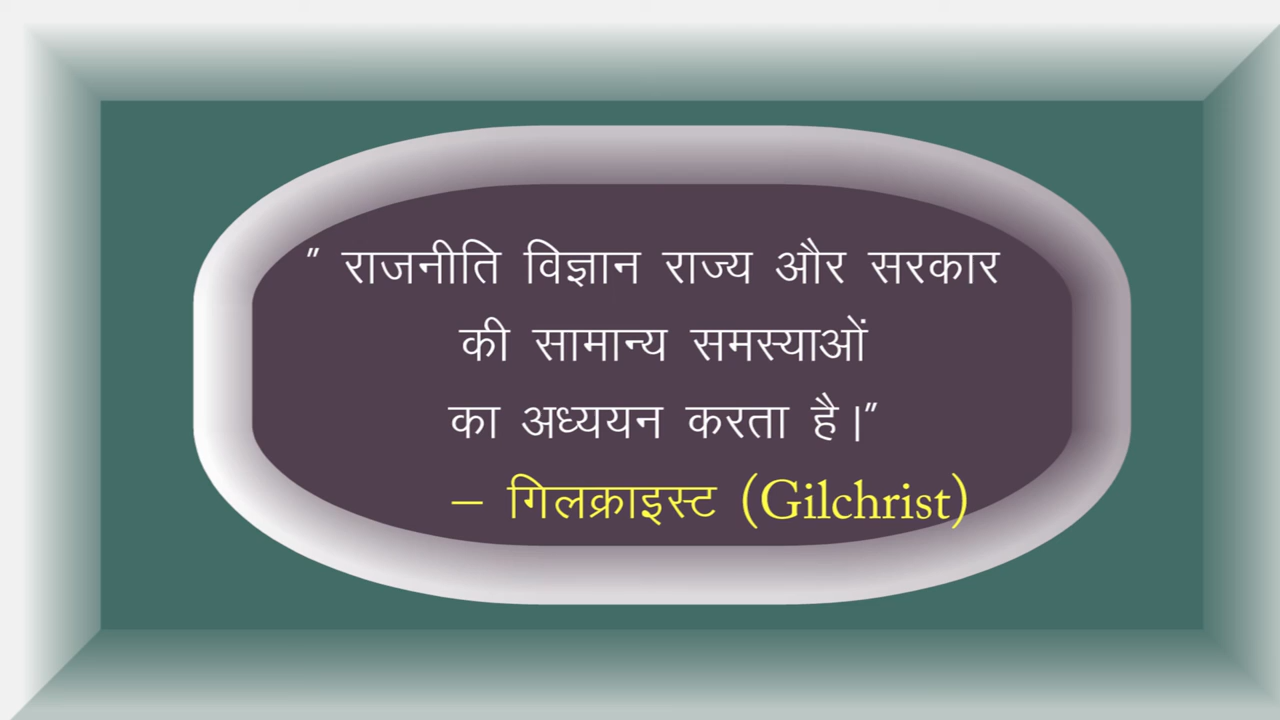 " राजनीति विज्ञान राज्य और सरकार
की सामान्य समस्याओं
का अध्ययन करता है।"
– गिलक्राइस्ट (Gilchrist)